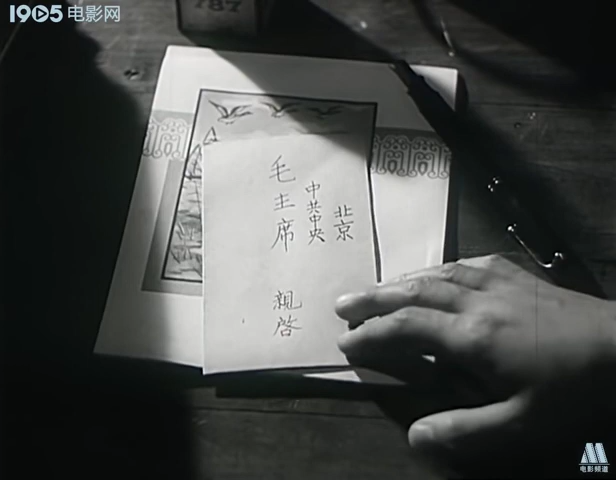 1905电影网
787
北京
中共中央
毛主席 親啓
电影频道